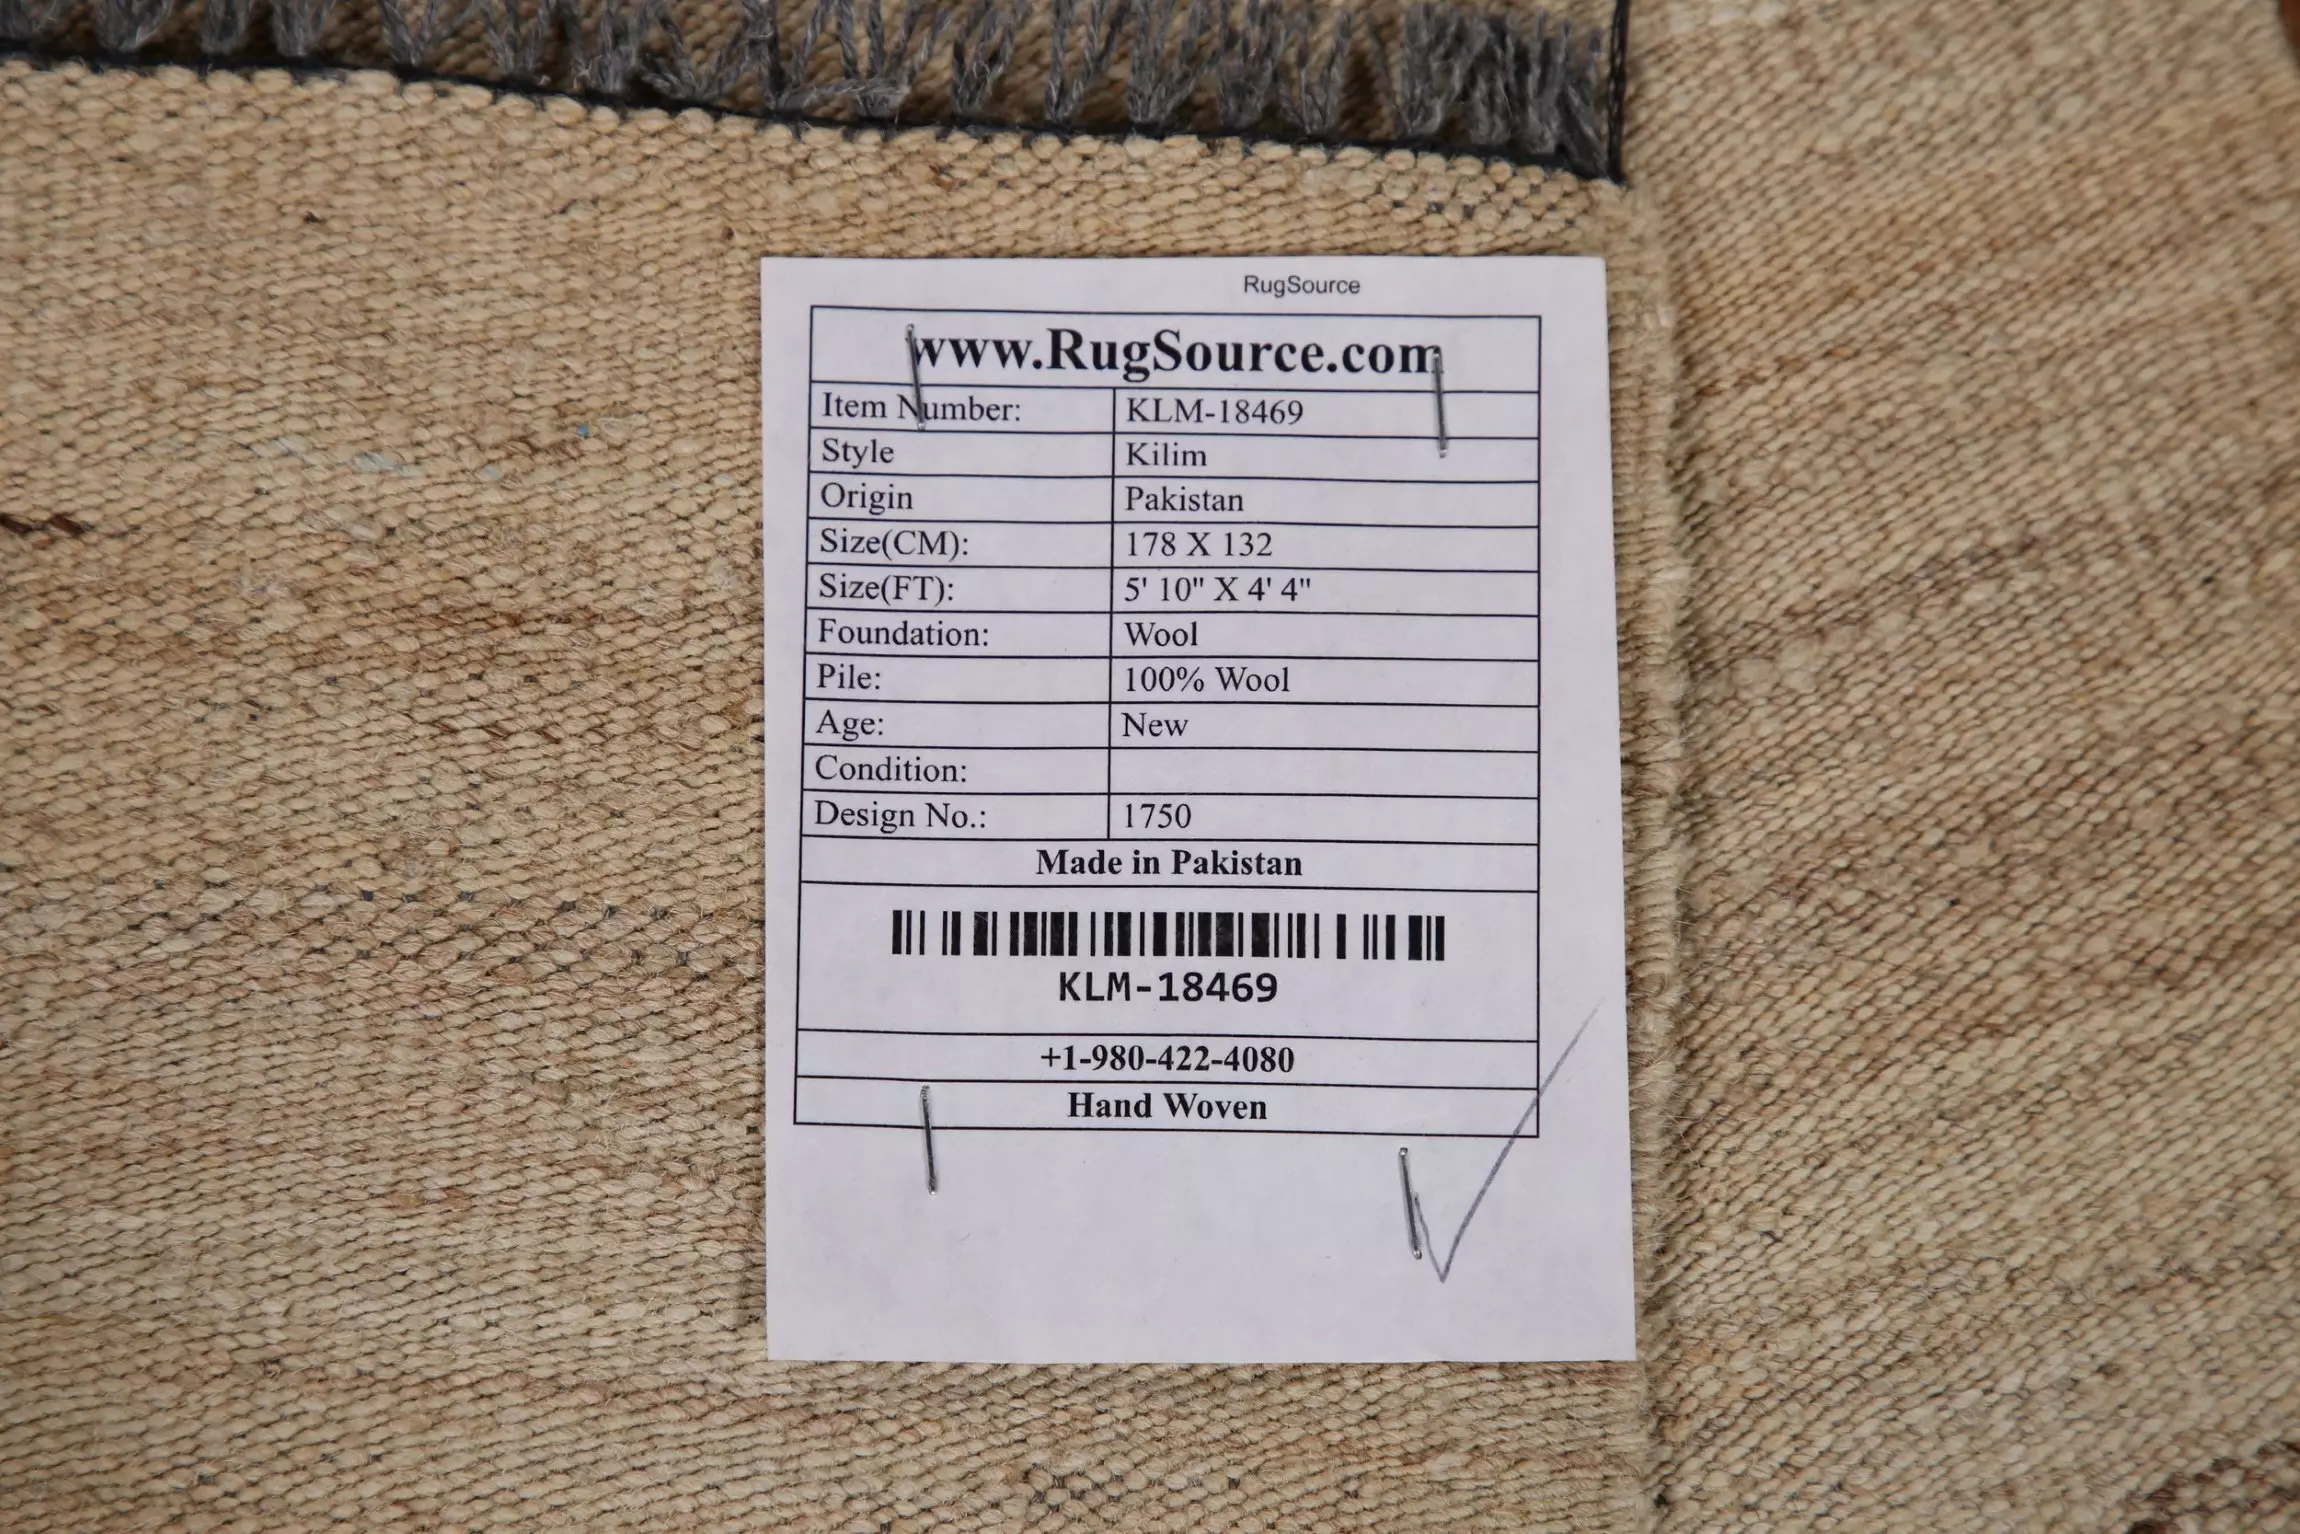 RugSource
www.RugSource.com
Item Number: KLM-18469
Style Kilim
Origin Pakistan
Size(CM): 178 X 132
Size(FT): 5' 10" X 4' 4"
Foundation: Wool
Pile: 100% Wool
Age: New
Condition:
Design No.: 1750
Made in Pakistan
KLM-18469
+1-980-422-4080
Hand Woven